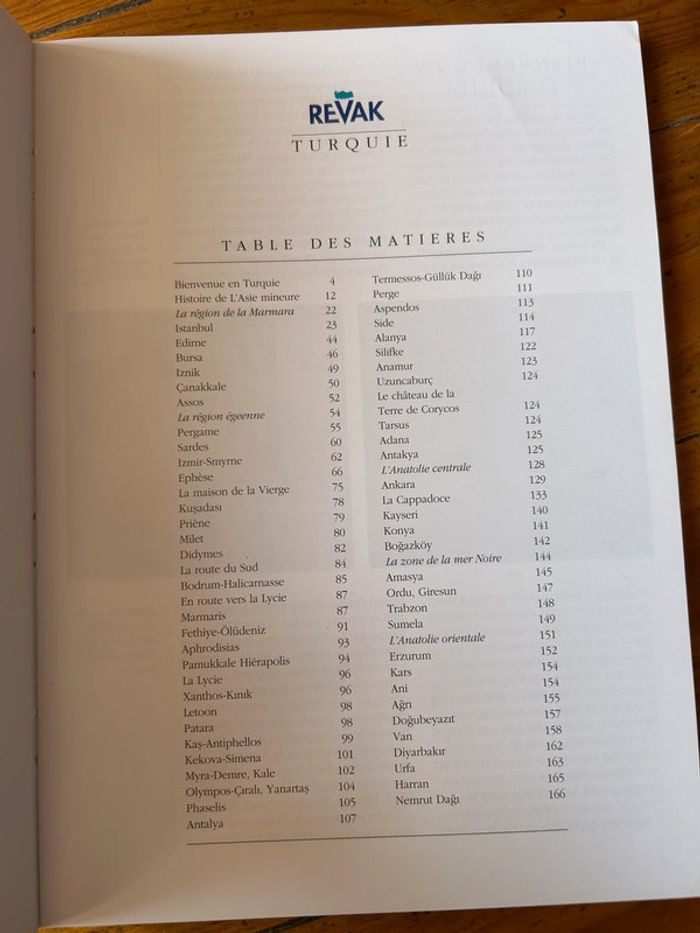 REVAK
TURQUIE
TABLE DES MATIERES
Bienvenue en Turquie 4
Histoire de L'Asie mineure 12
La région de la Marmara 22
Istanbul 23
Edirne 44
Bursa 46
Iznik 49
Çanakkale 50
Assos 52
La région égeenne 54
Pergame 55
Sardes 60
Izmir-Smyrne 62
Ephèse 66
La maison de la Vierge 75
Kuşadası 78
Priène 79
Milet 80
Didymes 82
La route du Sud 84
Bodrum-Halicarnasse 85
En route vers la Lycie 87
Marmaris 87
Fethiye-Ölüdeniz 91
Aphrodisias 93
Pamukkale Hiérapolis 94
La Lycie 96
Xanthos-Kınık 96
Letoon 98
Patara 98
Kaş-Antiphellos 99
Kekova-Simena 101
Myra-Demre, Kale 102
Olympos-Çıralı, Yanartaş 104
Phaselis 105
Antalya 107
Termessos-Güllük Dağı 110
Perge 111
Aspendos 113
Side 114
Alanya 117
Silifke 122
Anamur 123
Uzuncaburç 124
Le château de la
Terre de Corycos 124
Tarsus 124
Adana 125
Antakya 125
L'Anatolie centrale 128
Ankara 129
La Cappadoce 133
Kayseri 140
Konya 141
Boğazköy 142
La zone de la mer Noire 144
Amasya 145
Ordu, Giresun 147
Trabzon 148
Sumela 149
L'Anatolie orientale 151
Erzurum 152
Kars 154
Ani 154
Ağrı 155
Doğubeyazıt 157
Van 158
Diyarbakır 162
Urfa 163
Harran 165
Nemrut Dağı 166